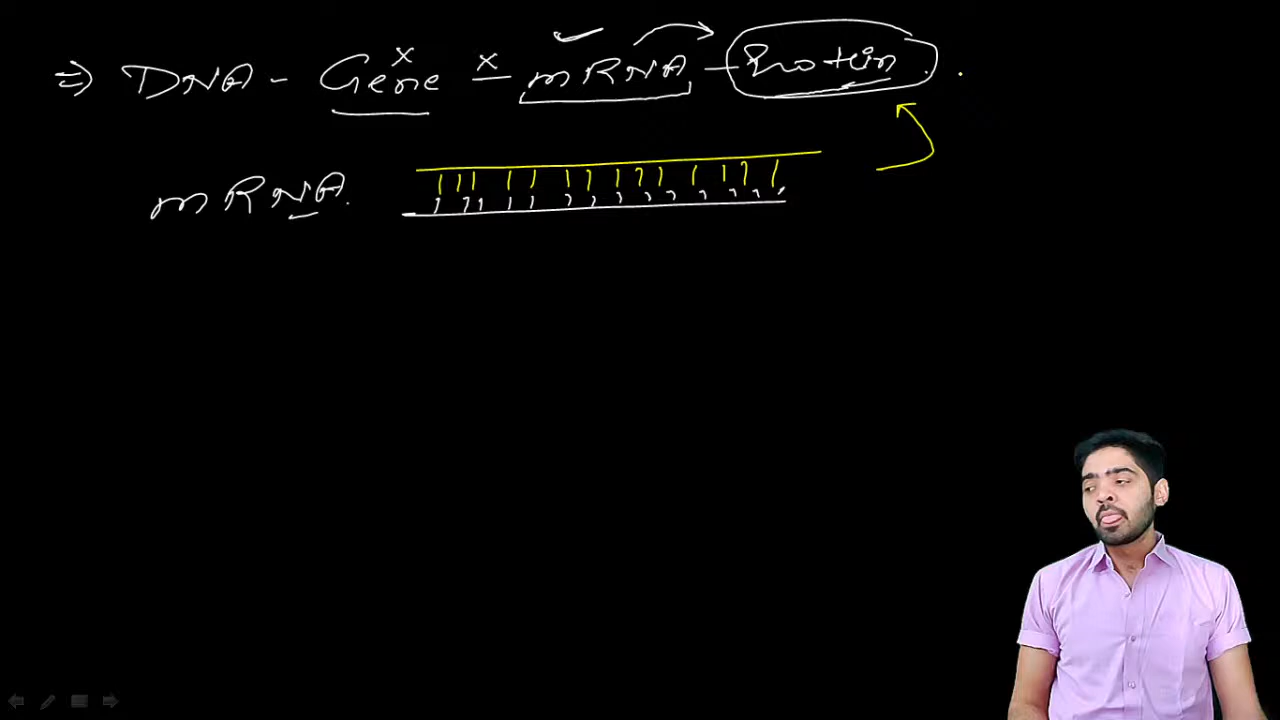 ⇒ DNA - Gene - mRNA - Protein.
mRNA.